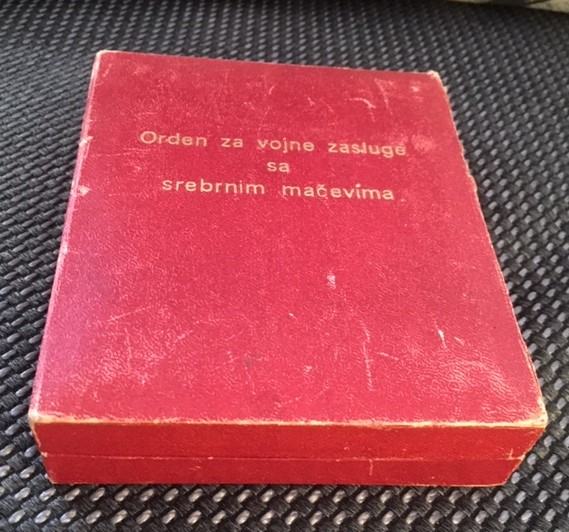 Orden za vojne zasluge
sa
srebrnim mačevima